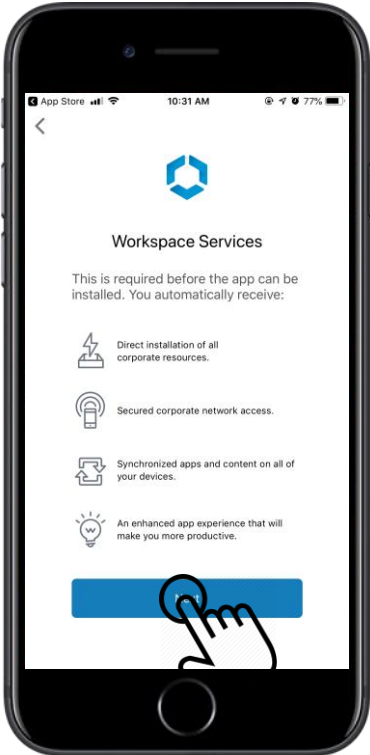 App Store 10:31 AM 77%
Workspace Services
This is required before the app can be
installed. You automatically receive:
Direct installation of all
corporate resources.
Secured corporate network access.
Synchronized apps and content on all of
your devices.
An enhanced app experience that will
make you more productive.